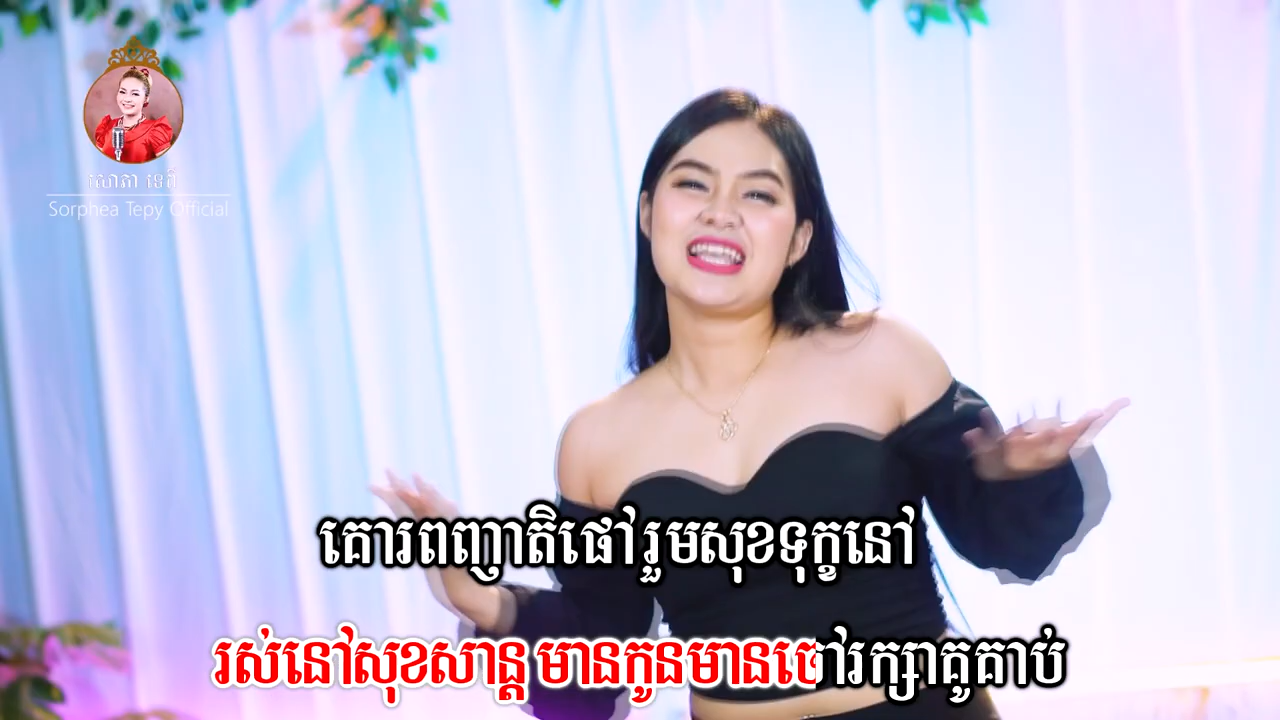 សោភា ទេពី
Sorphea Tepy Official
គោរពញាតិផៅ រួមសុខទុក្ខនៅ
រស់នៅសុខសាន្ត មានកូនមានចៅរក្សាគូគាប់